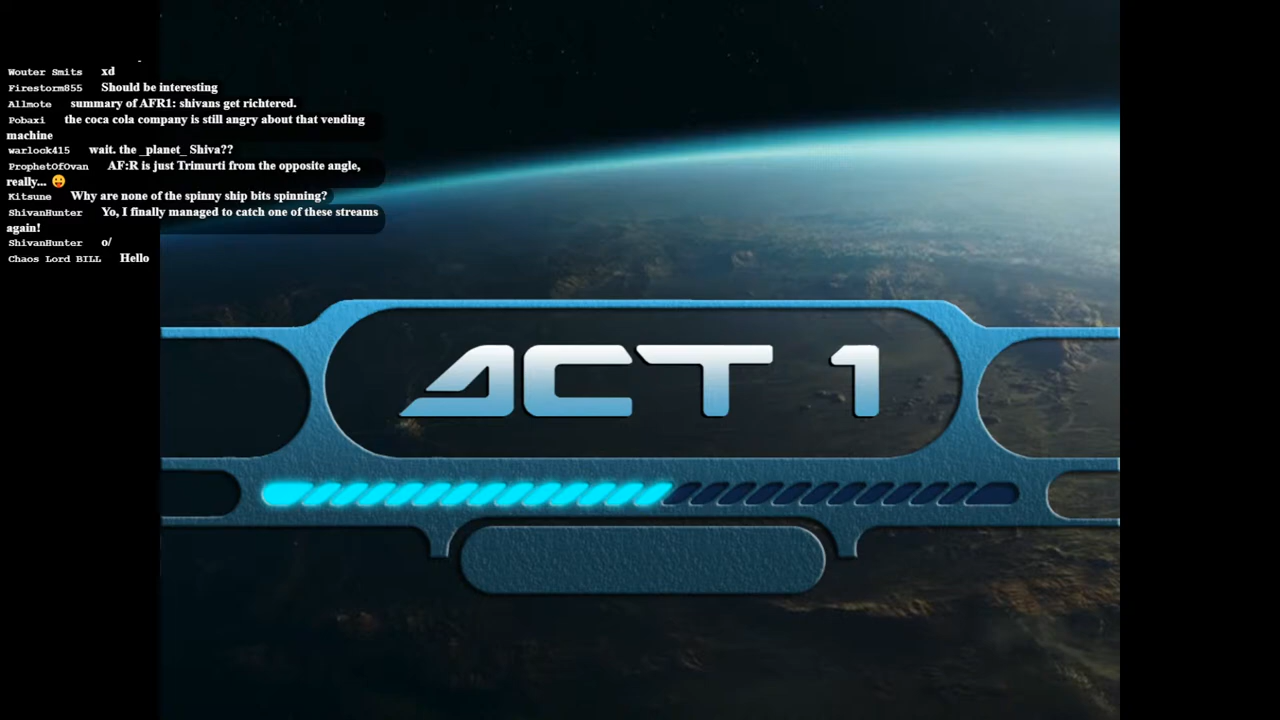 Wouter Smits xd
Firestorm855 Should be interesting
Allmote summary of AFR1: shivans get richtered.
Pobaxi the coca cola company is still angry about that vending
machine
warlock415 wait. the _planet_ Shiva??
ProphetOfOvan AF:R is just Trimurti from the opposite angle,
really... 😛
Kitsune Why are none of the spinny ship bits spinning?
ShivanHunter Yo, I finally managed to catch one of these streams
again!
ShivanHunter o/
Chaos Lord BILL Hello
ACT 1